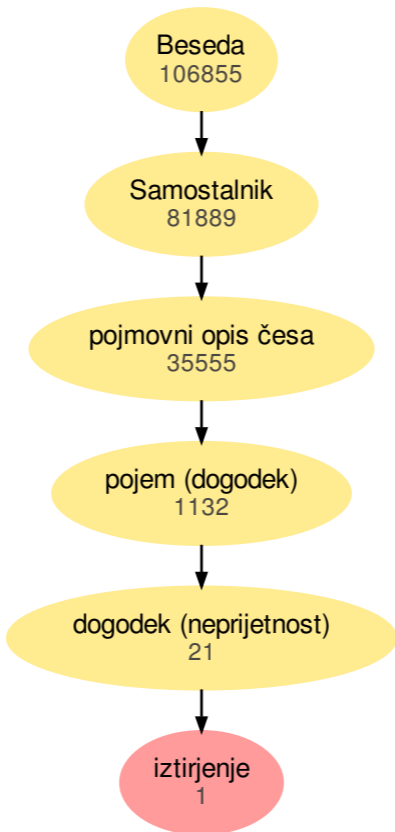 Beseda
106855
Samostalnik
81889
pojmovni opis česa
35555
pojem (dogodek)
1132
dogodek (neprijetnost)
21
iztirjenje
1